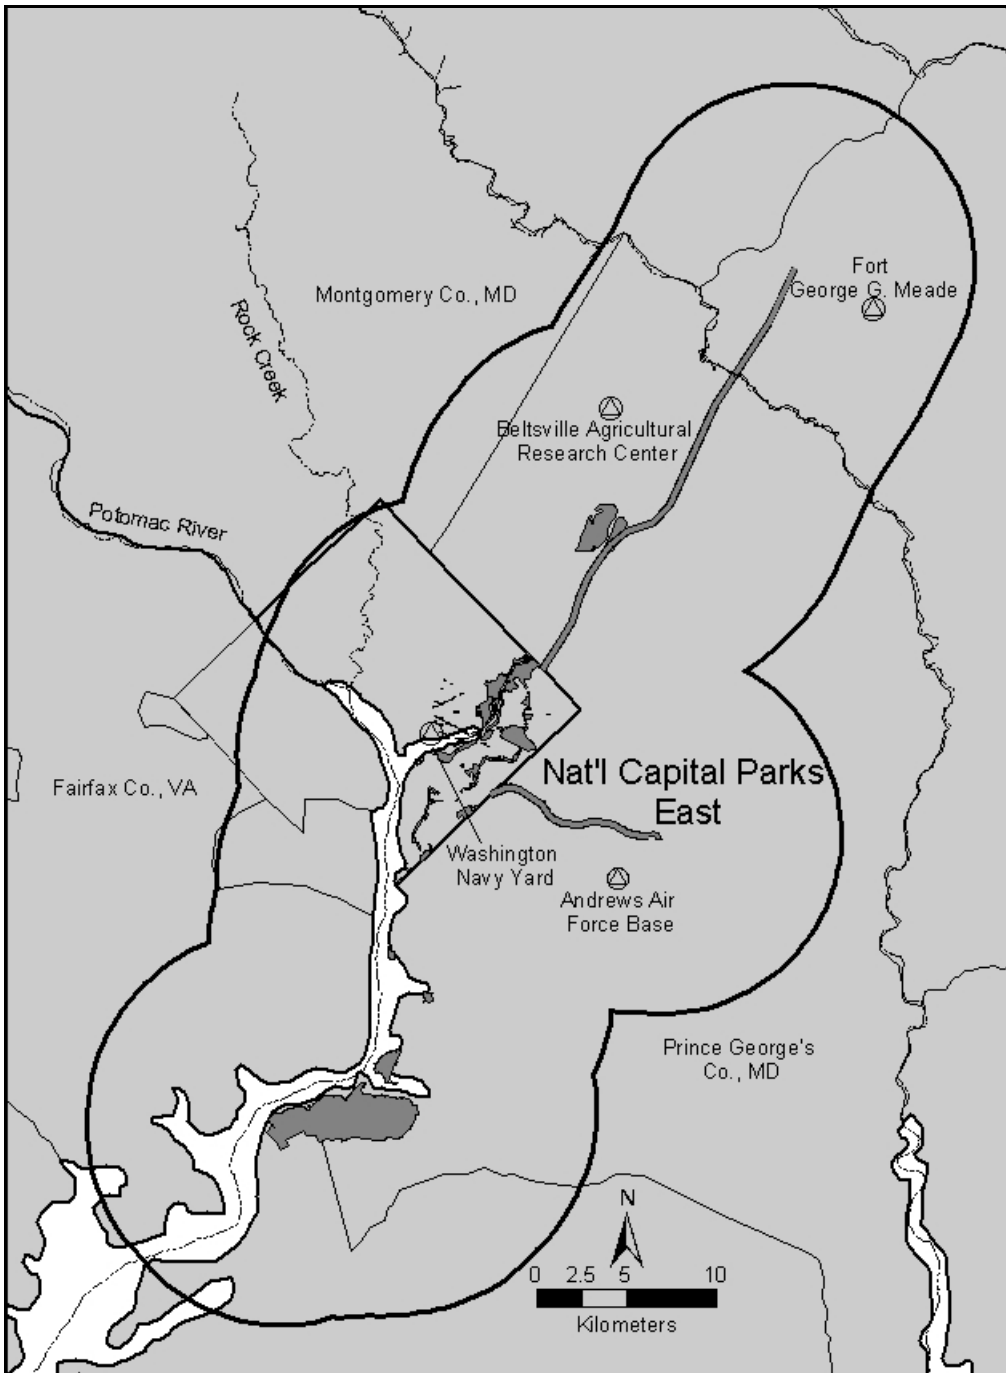 Fort
George G. Meade
Montgomery Co., MD
Rock Creek
Beltsville Agricultural
Research Center
Potomac River
Nat'l Capital Parks
East
Fairfax Co., VA
Washington
Navy Yard
Andrews Air
Force Base
Prince George's
Co., MD
N
0 2.5 5 10
Kilometers